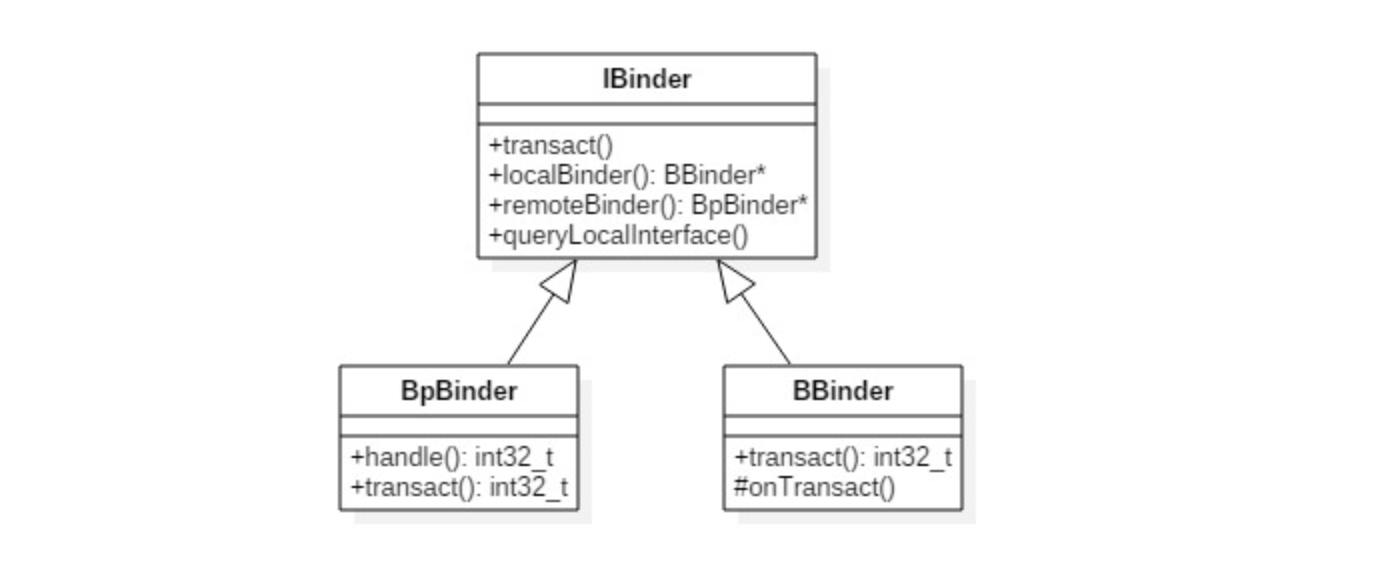 IBinder
+transact()
+localBinder(): BBinder*
+remoteBinder(): BpBinder*
+queryLocalInterface()
BpBinder
+handle(): int32_t
+transact(): int32_t
BBinder
+transact(): int32_t
#onTransact()